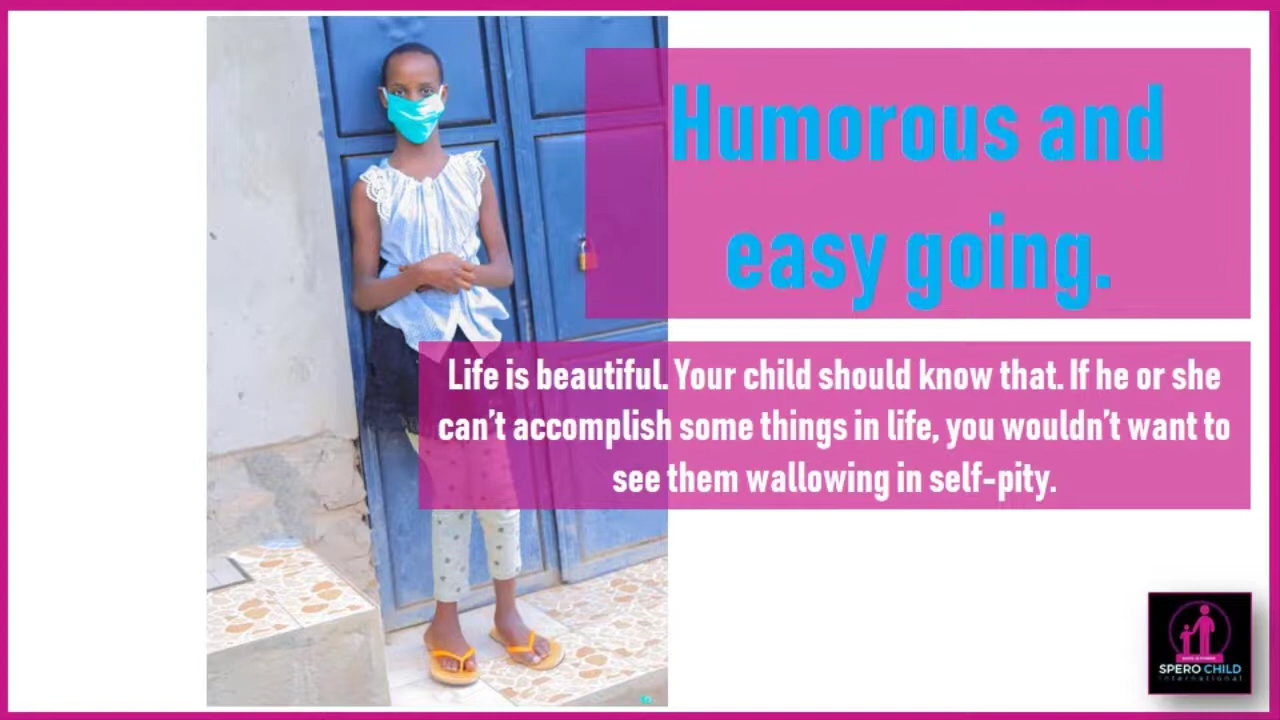 Humorous and
easy going.
Life is beautiful. Your child should know that. If he or she
can't accomplish some things in life, you wouldn't want to
see them wallowing in self-pity.
SPERO CHILD
international